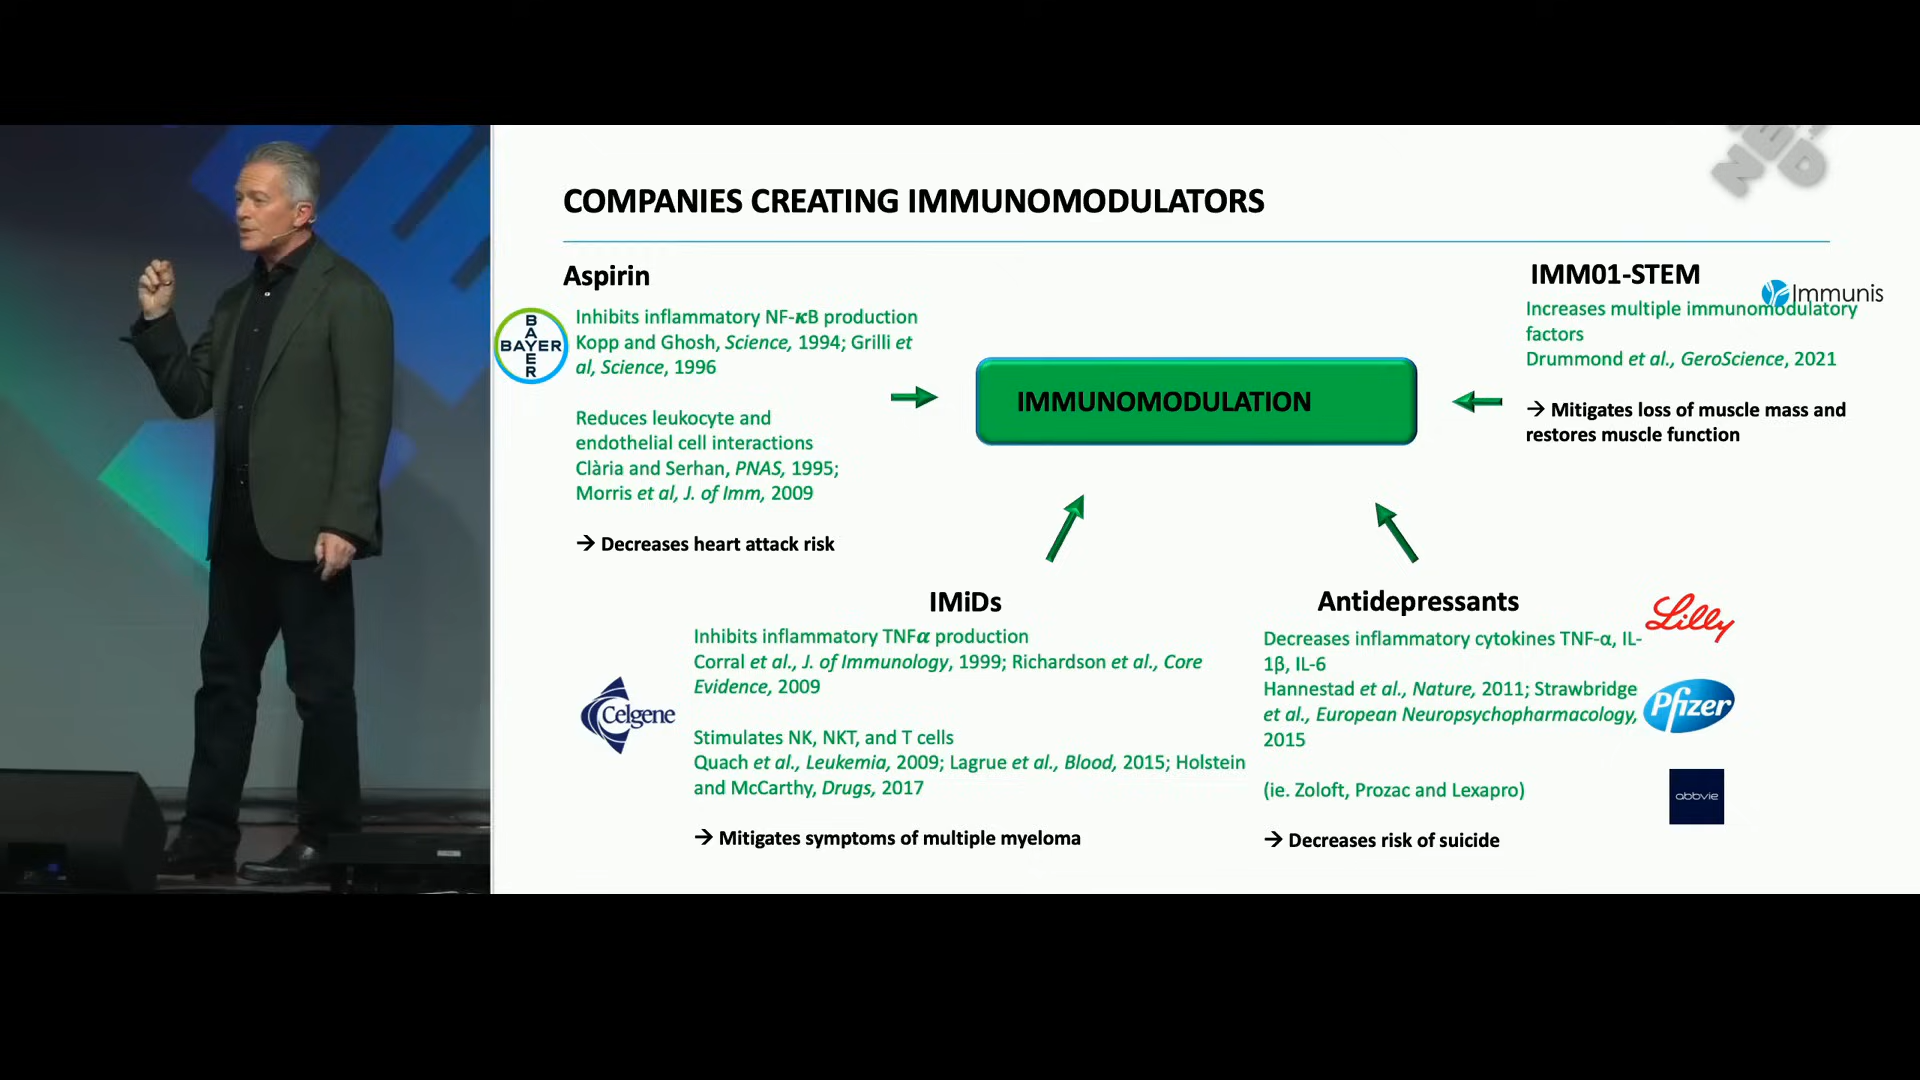 COMPANIES CREATING IMMUNOMODULATORS
Aspirin
BAYER
BAYER
Inhibits inflammatory NF-κB production
Kopp and Ghosh, Science, 1994; Grilli et
al, Science, 1996
Reduces leukocyte and
endothelial cell interactions
Clària and Serhan, PNAS, 1995;
Morris et al, J. of Imm, 2009
→ Decreases heart attack risk
IMMUNOMODULATION
IMM01-STEM
Immunis
Increases multiple immunomodulatory
factors
Drummond et al., GeroScience, 2021
→ Mitigates loss of muscle mass and
restores muscle function
IMiDs
Celgene
Inhibits inflammatory TNFα production
Corral et al., J. of Immunology, 1999; Richardson et al., Core
Evidence, 2009
Stimulates NK, NKT, and T cells
Quach et al., Leukemia, 2009; Lagrue et al., Blood, 2015; Holstein
and McCarthy, Drugs, 2017
→ Mitigates symptoms of multiple myeloma
Antidepressants
Lilly
Decreases inflammatory cytokines TNF-α, IL-
1β, IL-6
Hannestad et al., Nature, 2011; Strawbridge
et al., European Neuropsychopharmacology,
2015
Pfizer
(ie. Zoloft, Prozac and Lexapro)
abbvie
→ Decreases risk of suicide